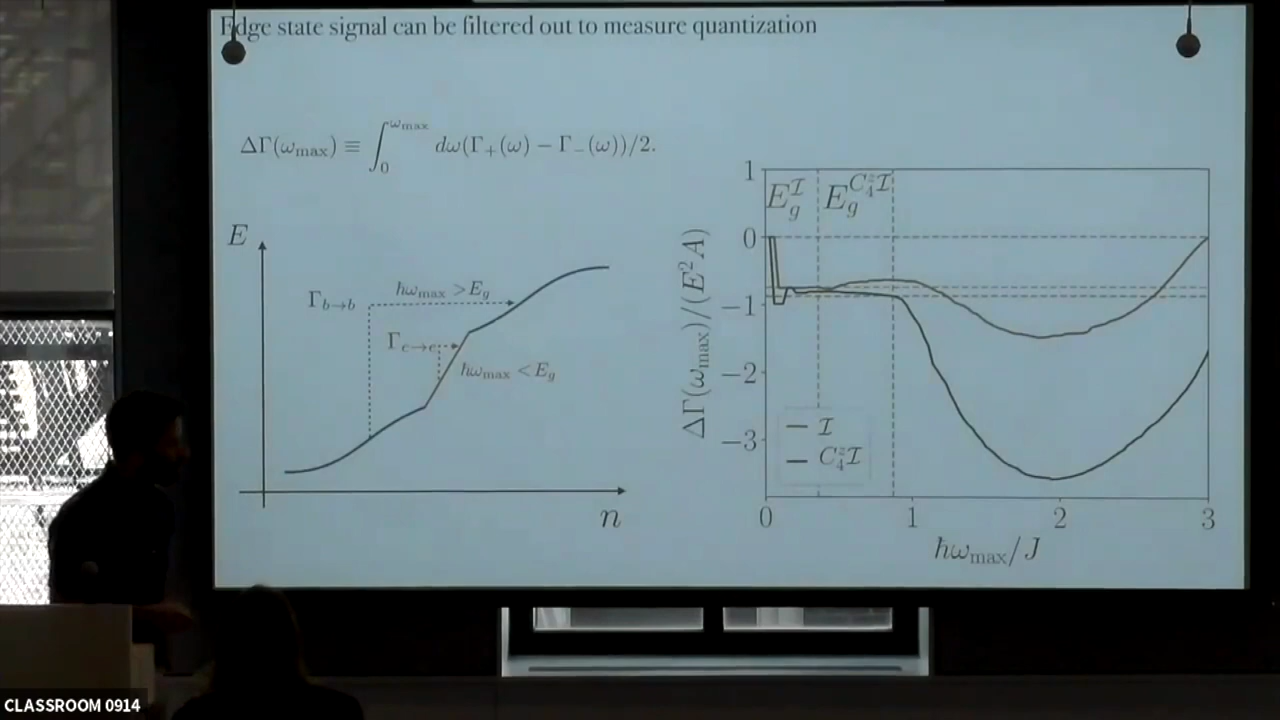 Edge state signal can be filtered out to measure quantization
ΔΓ(ω_max) ≡ ∫_0^{ω_max} dω(Γ_+(ω) − Γ_−(ω))/2.
E
ħω_max > E_g
Γ_{b→b}
Γ_{e→e}
ħω_max < E_g
n
1
E_g^ℐ
E_g^{C_4^z ℐ}
0
−1
−2
−3
ΔΓ(ω_max)/(E²A)
ℐ
C_4^z ℐ
0
1
2
3
ħω_max/J
CLASSROOM 0914